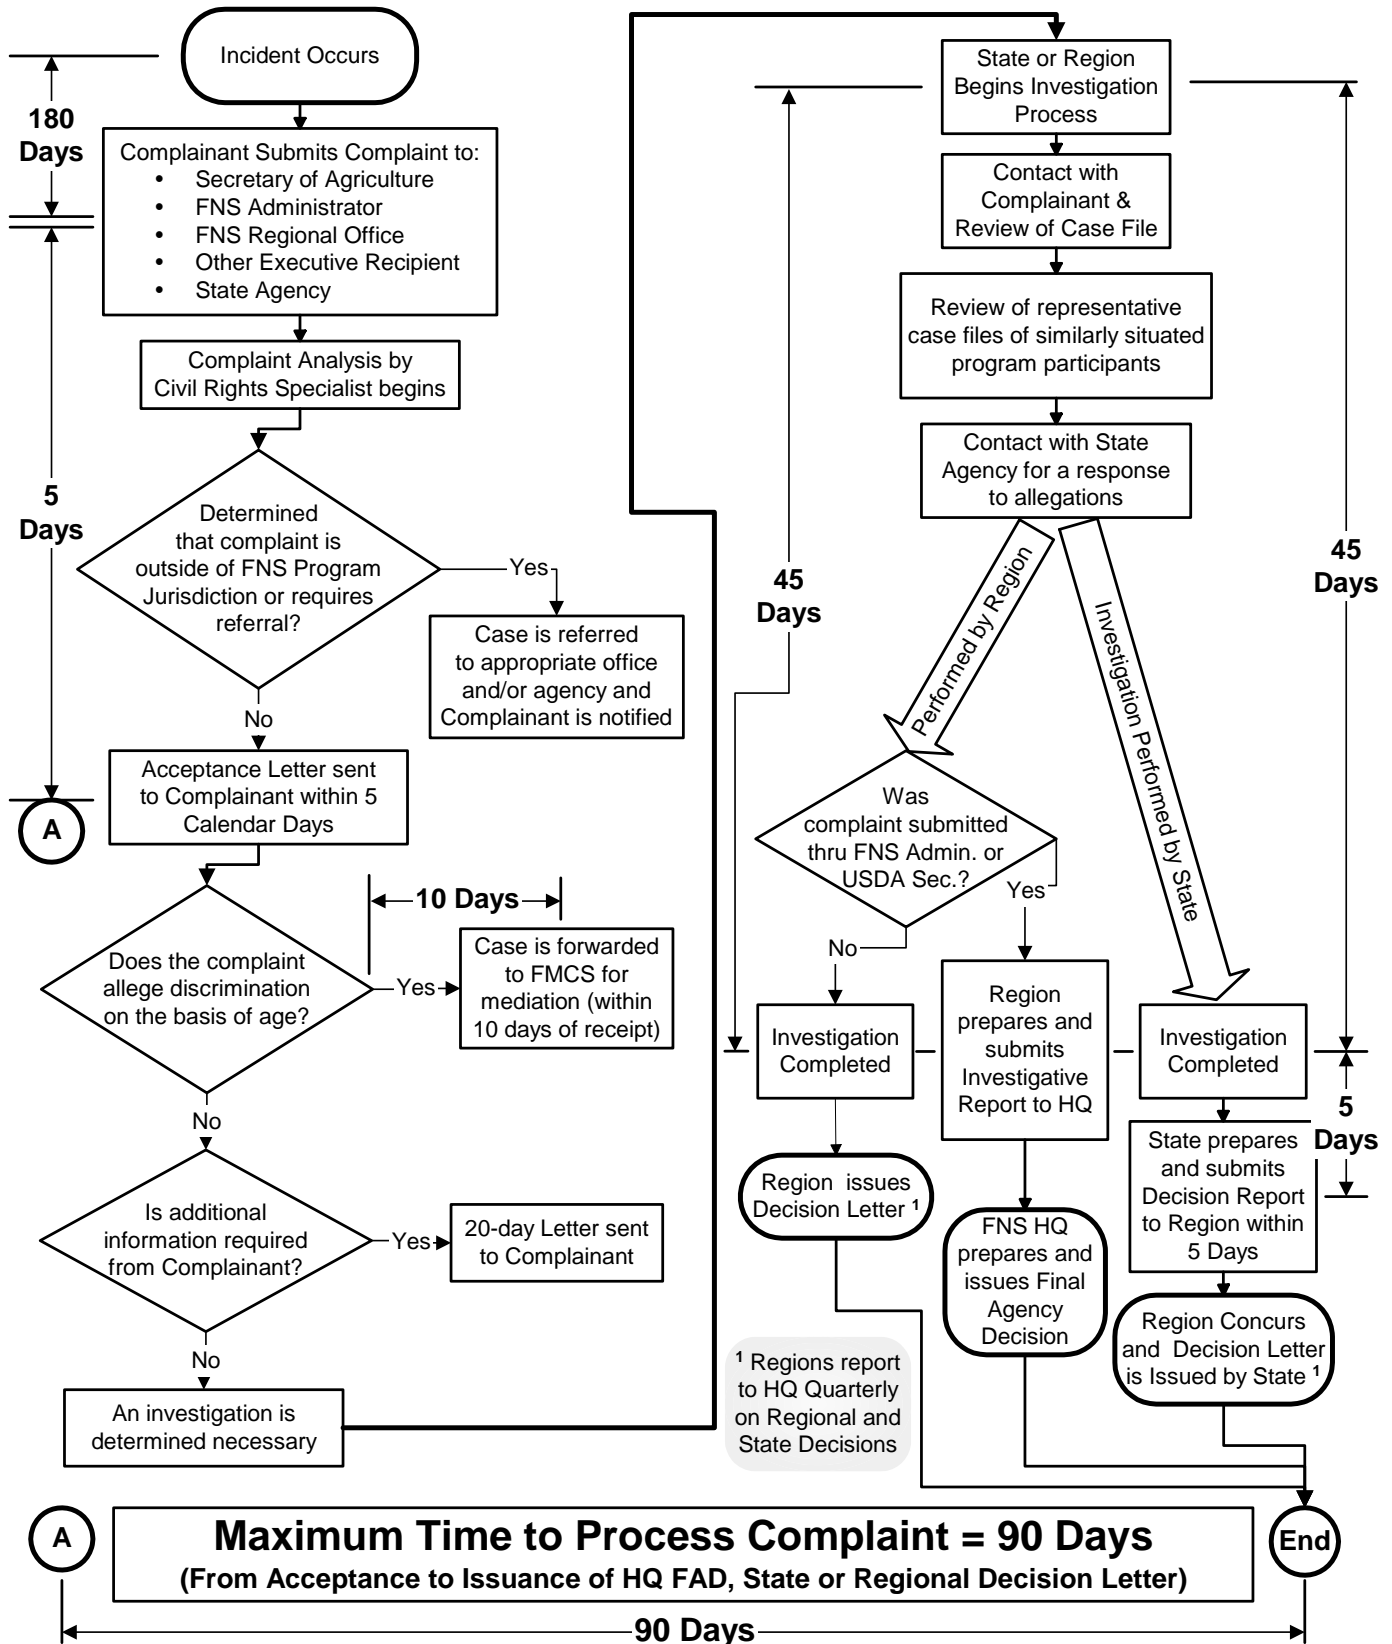 Incident Occurs
180
Days
Complainant Submits Complaint to:
• Secretary of Agriculture
• FNS Administrator
• FNS Regional Office
• Other Executive Recipient
• State Agency
Complaint Analysis by
Civil Rights Specialist begins
5
Days
Determined
that complaint is
outside of FNS Program
Jurisdiction or requires
referral?
Yes
Case is referred
to appropriate office
and/or agency and
Complainant is notified
No
Acceptance Letter sent
to Complainant within 5
Calendar Days
A
Does the complaint
allege discrimination
on the basis of age?
10 Days
Yes
Case is forwarded
to FMCS for
mediation (within
10 days of receipt)
No
Is additional
information required
from Complainant?
Yes
20-day Letter sent
to Complainant
No
An investigation is
determined necessary
State or Region
Begins Investigation
Process
Contact with
Complainant &
Review of Case File
Review of representative
case files of similarly situated
program participants
Contact with State
Agency for a response
to allegations
45
Days
45
Days
Performed by Region
Investigation Performed by State
Was
complaint submitted
thru FNS Admin. or
USDA Sec.?
Yes
No
Investigation
Completed
Region issues
Decision Letter ¹
Region
prepares and
submits
Investigative
Report to HQ
FNS HQ
prepares and
issues Final
Agency
Decision
Investigation
Completed
5
Days
State prepares
and submits
Decision Report
to Region within
5 Days
Region Concurs
and Decision Letter
is Issued by State ¹
¹ Regions report
to HQ Quarterly
on Regional and
State Decisions
A
Maximum Time to Process Complaint = 90 Days
(From Acceptance to Issuance of HQ FAD, State or Regional Decision Letter)
End
90 Days